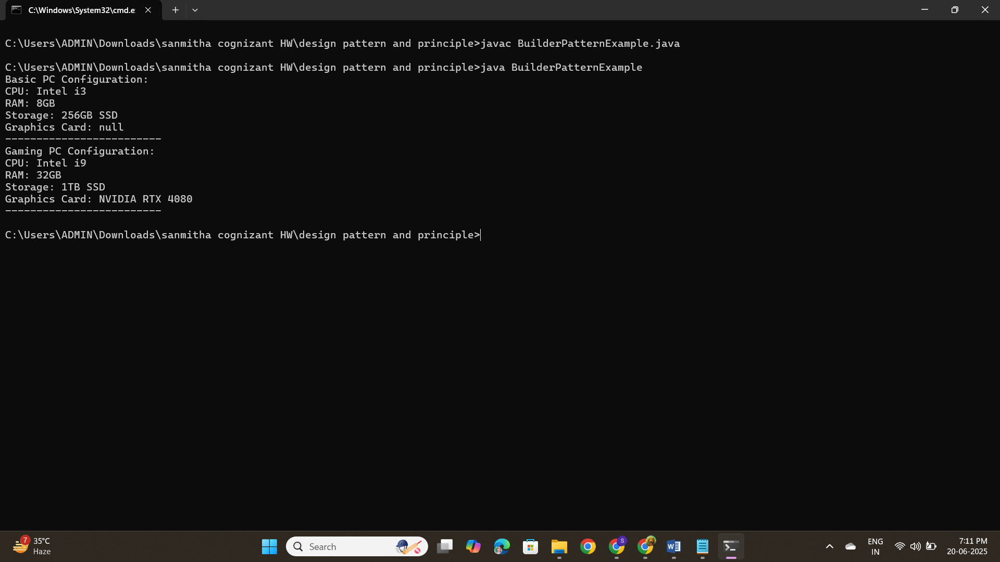 C:\Windows\System32\cmd.e
C:\Users\ADMIN\Downloads\sanmitha cognizant HW\design pattern and principle>javac BuilderPatternExample.java
C:\Users\ADMIN\Downloads\sanmitha cognizant HW\design pattern and principle>java BuilderPatternExample
Basic PC Configuration:
CPU: Intel i3
RAM: 8GB
Storage: 256GB SSD
Graphics Card: null
-------------------------
Gaming PC Configuration:
CPU: Intel i9
RAM: 32GB
Storage: 1TB SSD
Graphics Card: NVIDIA RTX 4080
-------------------------
C:\Users\ADMIN\Downloads\sanmitha cognizant HW\design pattern and principle>
7
35°C
Haze
Search
S
W
ENG
IN
7:11 PM
20-06-2025